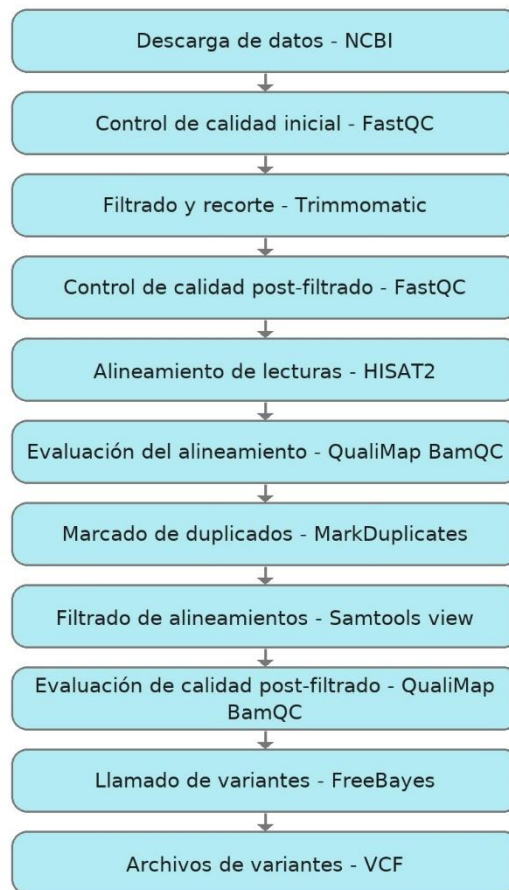 Descarga de datos - NCBI
Control de calidad inicial - FastQC
Filtrado y recorte - Trimmomatic
Control de calidad post-filtrado - FastQC
Alineamiento de lecturas - HISAT2
Evaluación del alineamiento - QualiMap BamQC
Marcado de duplicados - MarkDuplicates
Filtrado de alineamientos - Samtools view
Evaluación de calidad post-filtrado - QualiMap
BamQC
Llamado de variantes - FreeBayes
Archivos de variantes - VCF